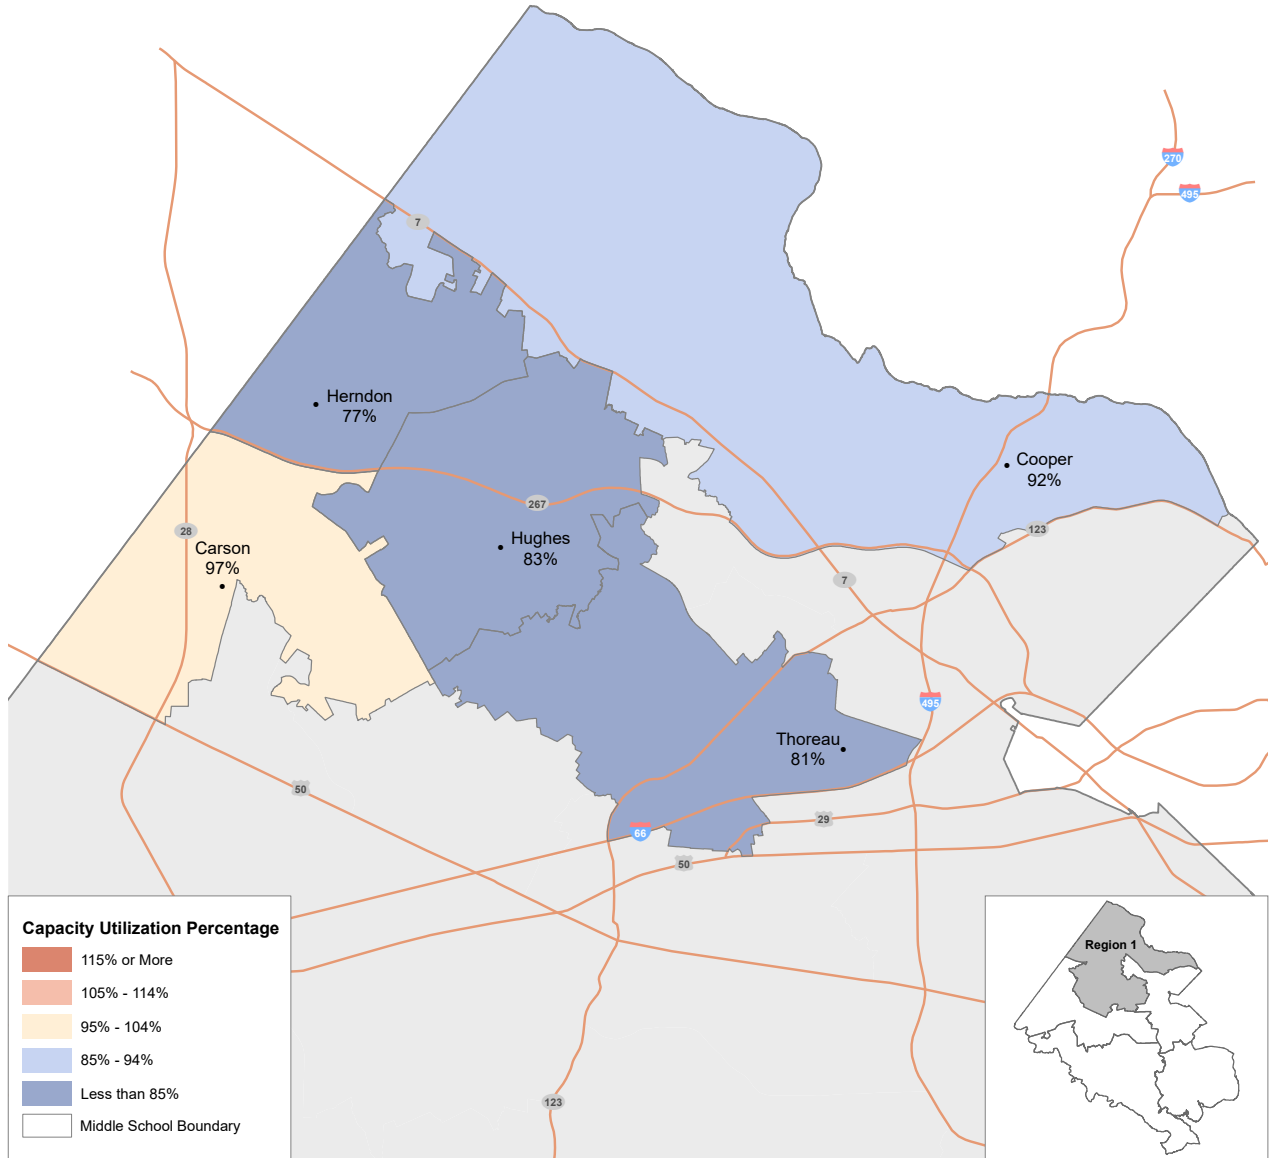 270
495
7
Herndon
77%
Cooper
92%
267
28
123
Hughes
83%
Carson
97%
7
495
Thoreau
81%
50
29
66
50
Capacity Utilization Percentage
115% or More
105% - 114%
95% - 104%
85% - 94%
Less than 85%
Middle School Boundary
Region 1
123